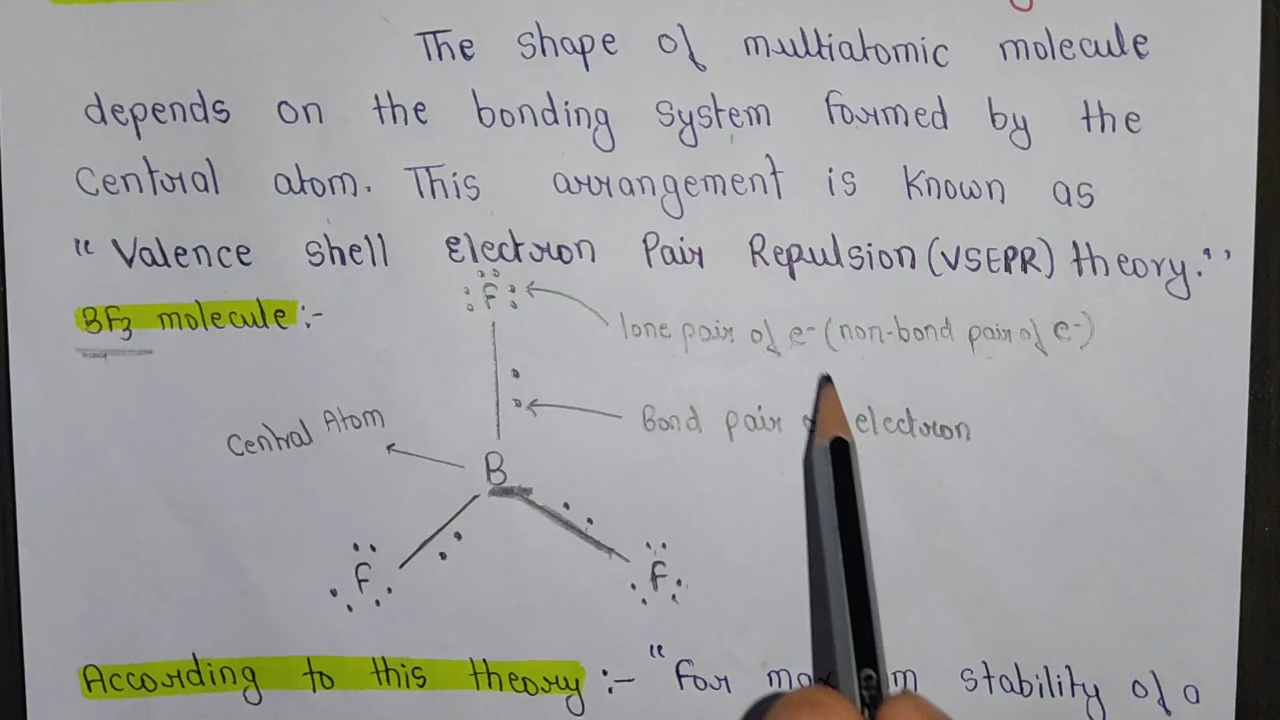 The shape of multiatomic molecule
depends on the bonding system formed by the
Central atom. This arrangement is known as
“Valence shell Electron Pair Repulsion (VSEPR) theory.”
BF3 molecule :-
F
lone pair of e- (non-bond pair of e-)
Central Atom
Bond pair electron
B
F
F
According to this theory :- “For stability of a